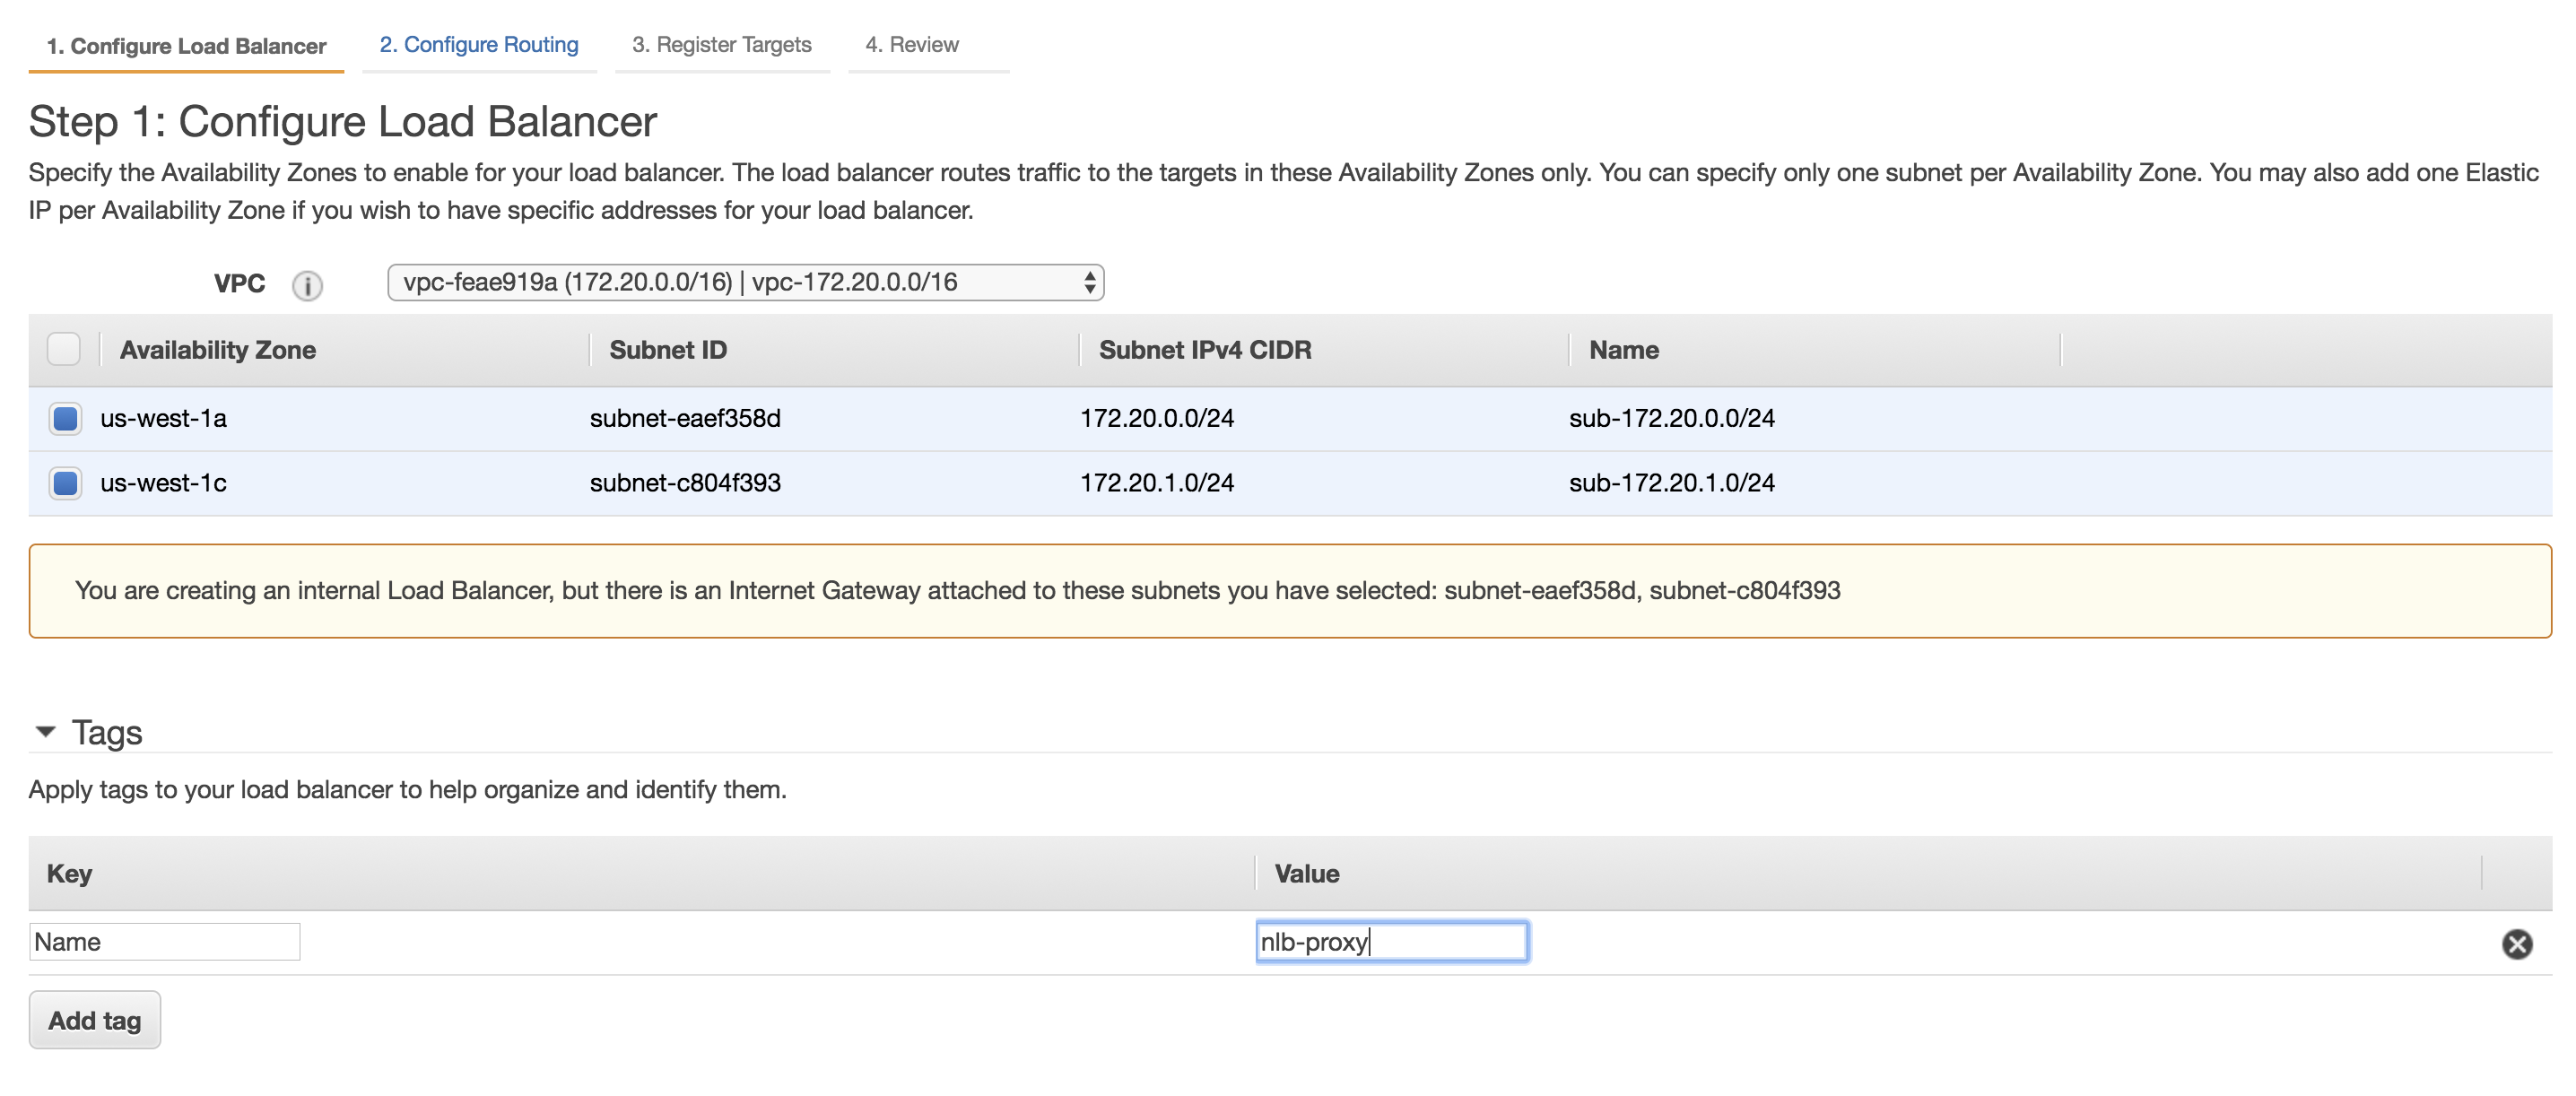 1. Configure Load Balancer 2. Configure Routing 3. Register Targets 4. Review
Step 1: Configure Load Balancer
Specify the Availability Zones to enable for your load balancer. The load balancer routes traffic to the targets in these Availability Zones only. You can specify only one subnet per Availability Zone. You may also add one Elastic
IP per Availability Zone if you wish to have specific addresses for your load balancer.
VPC i vpc-feae919a (172.20.0.0/16) | vpc-172.20.0.0/16
Availability Zone Subnet ID Subnet IPv4 CIDR Name
us-west-1a subnet-eaef358d 172.20.0.0/24 sub-172.20.0.0/24
us-west-1c subnet-c804f393 172.20.1.0/24 sub-172.20.1.0/24
You are creating an internal Load Balancer, but there is an Internet Gateway attached to these subnets you have selected: subnet-eaef358d, subnet-c804f393
Tags
Apply tags to your load balancer to help organize and identify them.
Key Value
Name nlb-proxy
Add tag